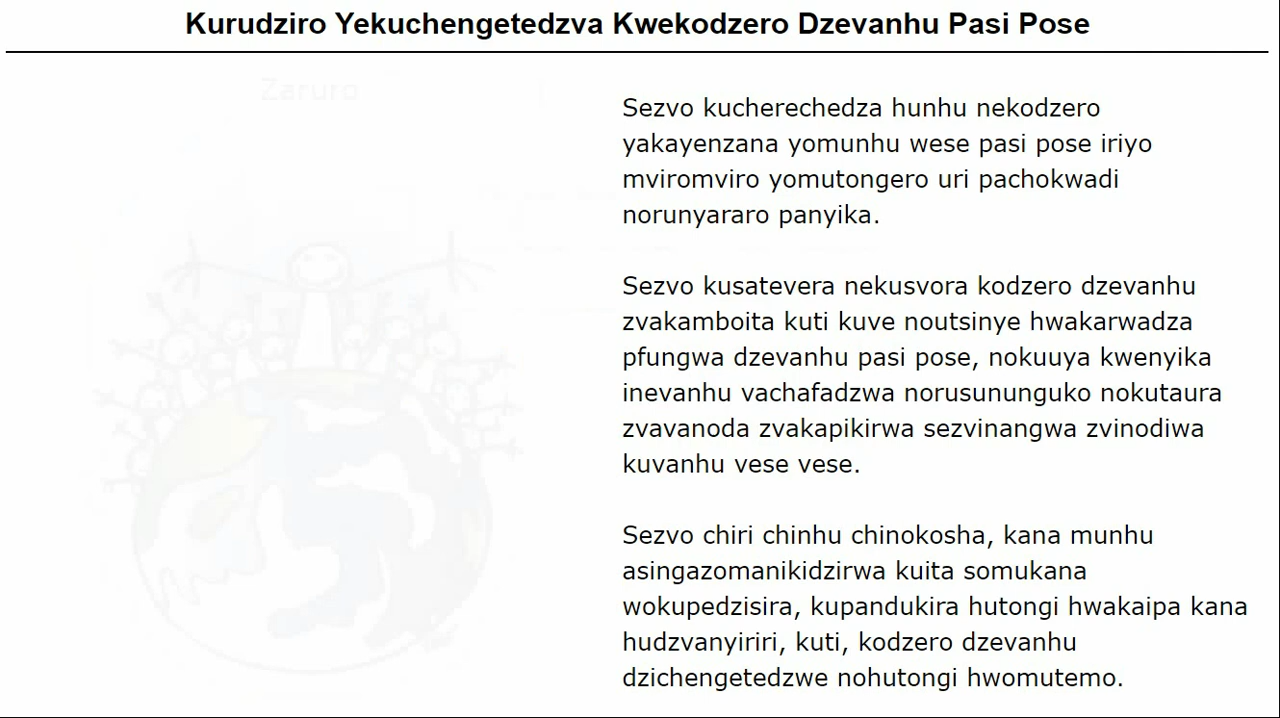 Kurudziro Yekuchengetedzva Kwekodzero Dzevanhu Pasi Pose
Zaruro
Sezvo kucherechedza hunhu nekodzero
yakayenzana yomunhu wese pasi pose iriyo
mviromviro yomutongero uri pachokwadi
norunyararo panyika.
Sezvo kusatevera nekusvora kodzero dzevanhu
zvakamboita kuti kuve noutsinye hwakarwadza
pfungwa dzevanhu pasi pose, nokuuya kwenyika
inevanhu vachafadzwa norusununguko nokutaura
zvavanoda zvakapikirwa sezvinangwa zvinodiwa
kuvanhu vese vese.
Sezvo chiri chinhu chinokosha, kana munhu
asingazomanikidzirwa kuita somukana
wokupedzisira, kupandukira hutongi hwakaipa kana
hudzvanyiriri, kuti, kodzero dzevanhu
dzichengetedzwe nohutongi hwomutemo.